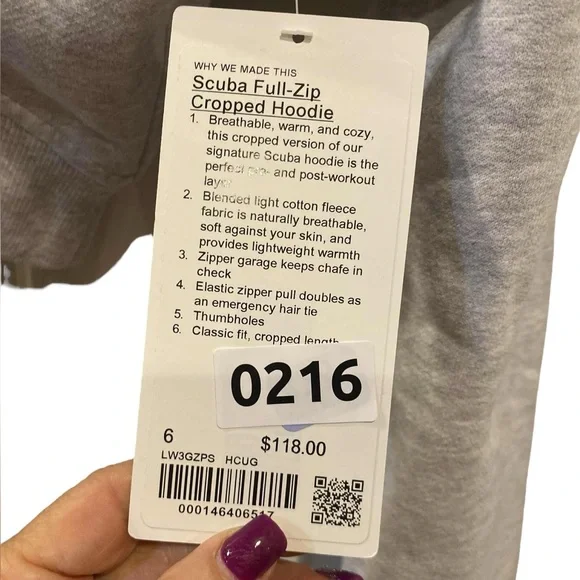 WHY WE MADE THIS
Scuba Full-Zip
Cropped Hoodie
1. Breathable, warm, and cozy,
this cropped version of our
signature Scuba hoodie is the
perfect and post-workout
2. Blended light cotton fleece
fabric is naturally breathable,
soft against your skin, and
provides lightweight warmth
3. Zipper garage keeps chafe in
check
4. Elastic zipper pull doubles as
an emergency hair tie
5. Thumbholes
6. Classic fit, cropped length
0216
6 $118.00
LW3GZPS HCUG
000146406517